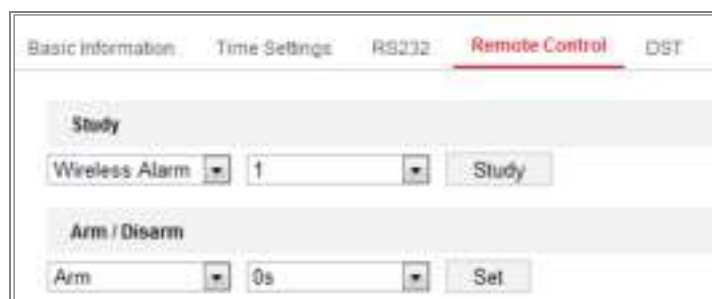 Basic Information Time Settings RS232 Remote Control DST
Study
Wireless Alarm 1 Study
Arm / Disarm
Arm 0s Set